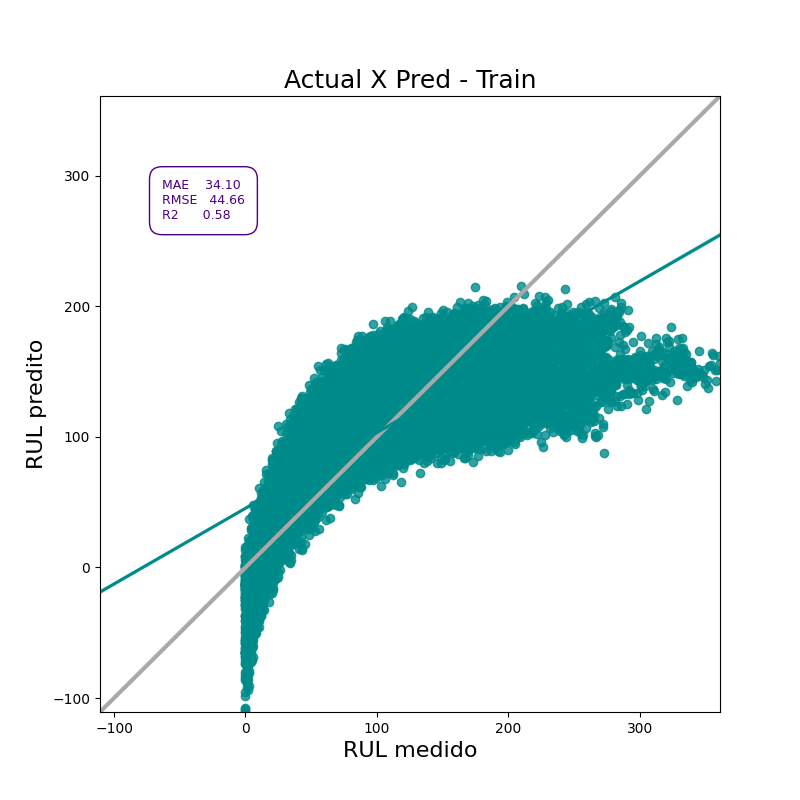 Actual X Pred - Train
MAE 34.10
RMSE 44.66
R2 0.58
RUL predito
300
200
100
0
−100
−100 0 100 200 300
RUL medido